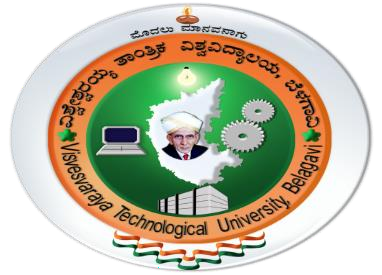 ಮೊದಲು ಮಾನವನಾಗು
ವಿಶ್ವೇಶ್ವರಯ್ಯ ತಾಂತ್ರಿಕ ವಿಶ್ವವಿದ್ಯಾಲಯ, ಬೆಳಗಾವಿ
Visvesvaraya Technological University, Belagavi